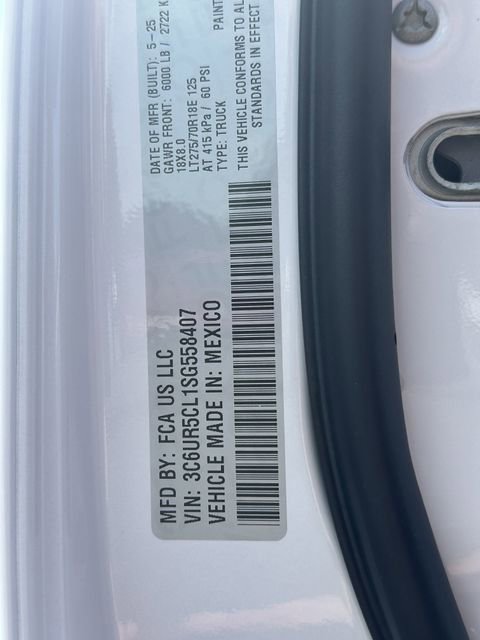 MFD BY: FCA US LLC
VIN: 3C6UR5CL1SG558407
VEHICLE MADE IN: MEXICO
DATE OF MFR (BUILT): 5-25
GAWR FRONT: 6000 LB / 2722 K
18X8.0
LT275/70R18E 125
AT 415 kPa / 60 PSI
TYPE: TRUCK
PAINT
THIS VEHICLE CONFORMS TO AL
STANDARDS IN EFFECT